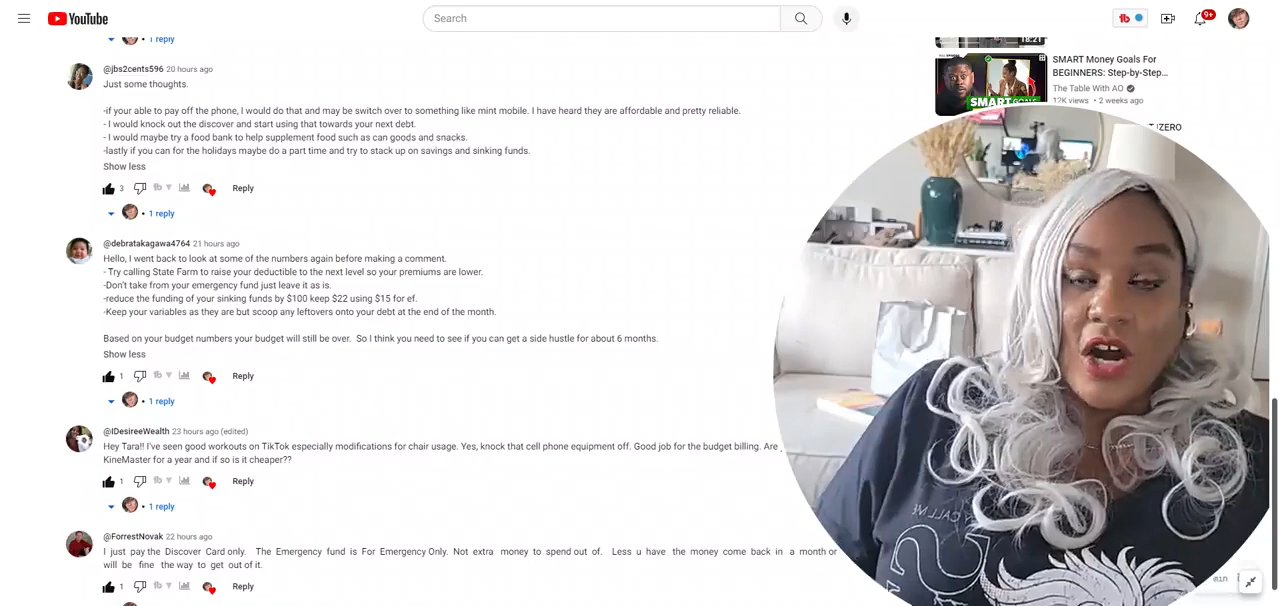 YouTube
Search
tb
9+
1 reply
18:21
@jbs2cents596 20 hours ago
Just some thoughts.
-if your able to pay off the phone, I would do that and may be switch over to something like mint mobile. I have heard they are affordable and pretty reliable.
- I would knock out the discover and start using that towards your next debt.
- I would maybe try a food bank to help supplement food such as can goods and snacks.
-lastly if you can for the holidays maybe do a part time and try to stack up on savings and sinking funds.
Show less
3 Reply
1 reply
SMART
SMART Money Goals For
BEGINNERS: Step-by-Step...
The Table With AO
12K views • 2 weeks ago
@debratakagawa4764 21 hours ago
Hello, I went back to look at some of the numbers again before making a comment.
- Try calling State Farm to raise your deductible to the next level so your premiums are lower.
-Don't take from your emergency fund just leave it as is.
-reduce the funding of your sinking funds by $100 keep $22 using $15 for ef.
-Keep your variables as they are but scoop any leftovers onto your debt at the end of the month.
Based on your budget numbers your budget will still be over. So I think you need to see if you can get a side hustle for about 6 months.
Show less
1 Reply
1 reply
@IDesireeWealth 23 hours ago (edited)
Hey Tara!! I've seen good workouts on TikTok especially modifications for chair usage. Yes, knock that cell phone equipment off. Good job for the budget billing. Are
KineMaster for a year and if so is it cheaper??
1 Reply
1 reply
@ForrestNovak 22 hours ago
I just pay the Discover Card only. The Emergency fund is For Emergency Only. Not extra money to spend out of. Less u have the money come back in a month or
will be fine the way to get out of it.
1 Reply
CALL ME